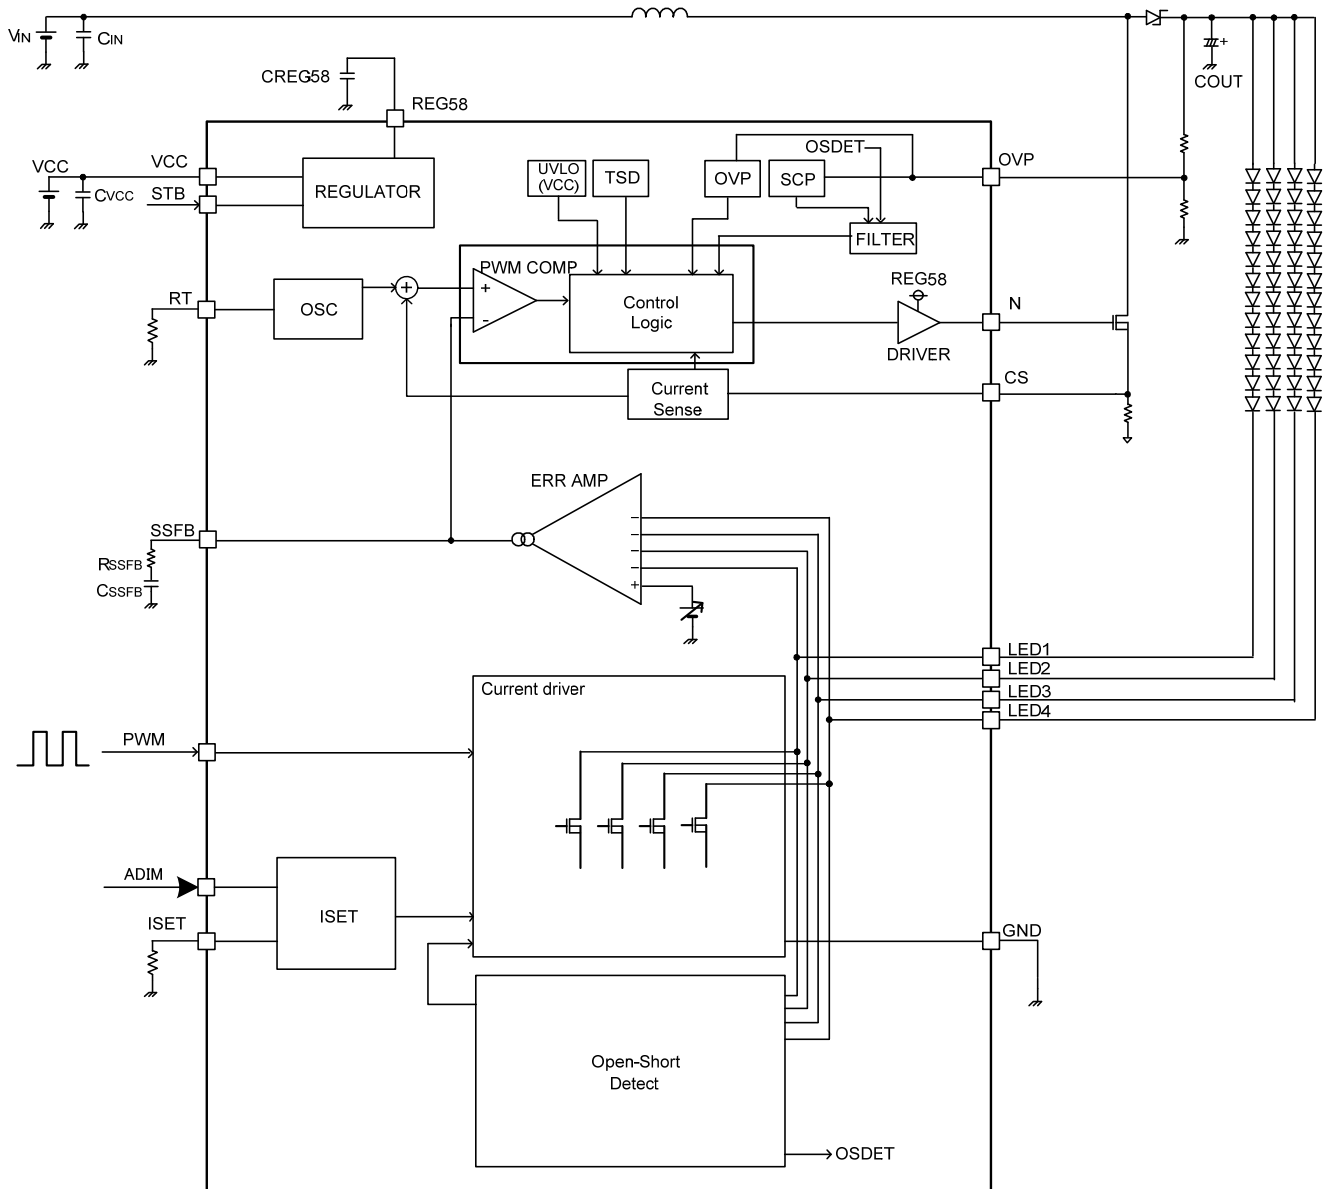 VIN
CIN
COUT
CREG58
REG58
VCC
CVCC
VCC
STB
REGULATOR
UVLO
(VCC)
TSD
OVP
SCP
OSDET
OVP
FILTER
PWM COMP
+
-
Control
Logic
REG58
DRIVER
N
RT
OSC
+
Current
Sense
CS
ERR AMP
SSFB
RSSFB
CSSFB
−
−
−
−
+
+
LED1
LED2
LED3
LED4
Current driver
PWM
ADIM
ISET
ISET
GND
Open-Short
Detect
OSDET